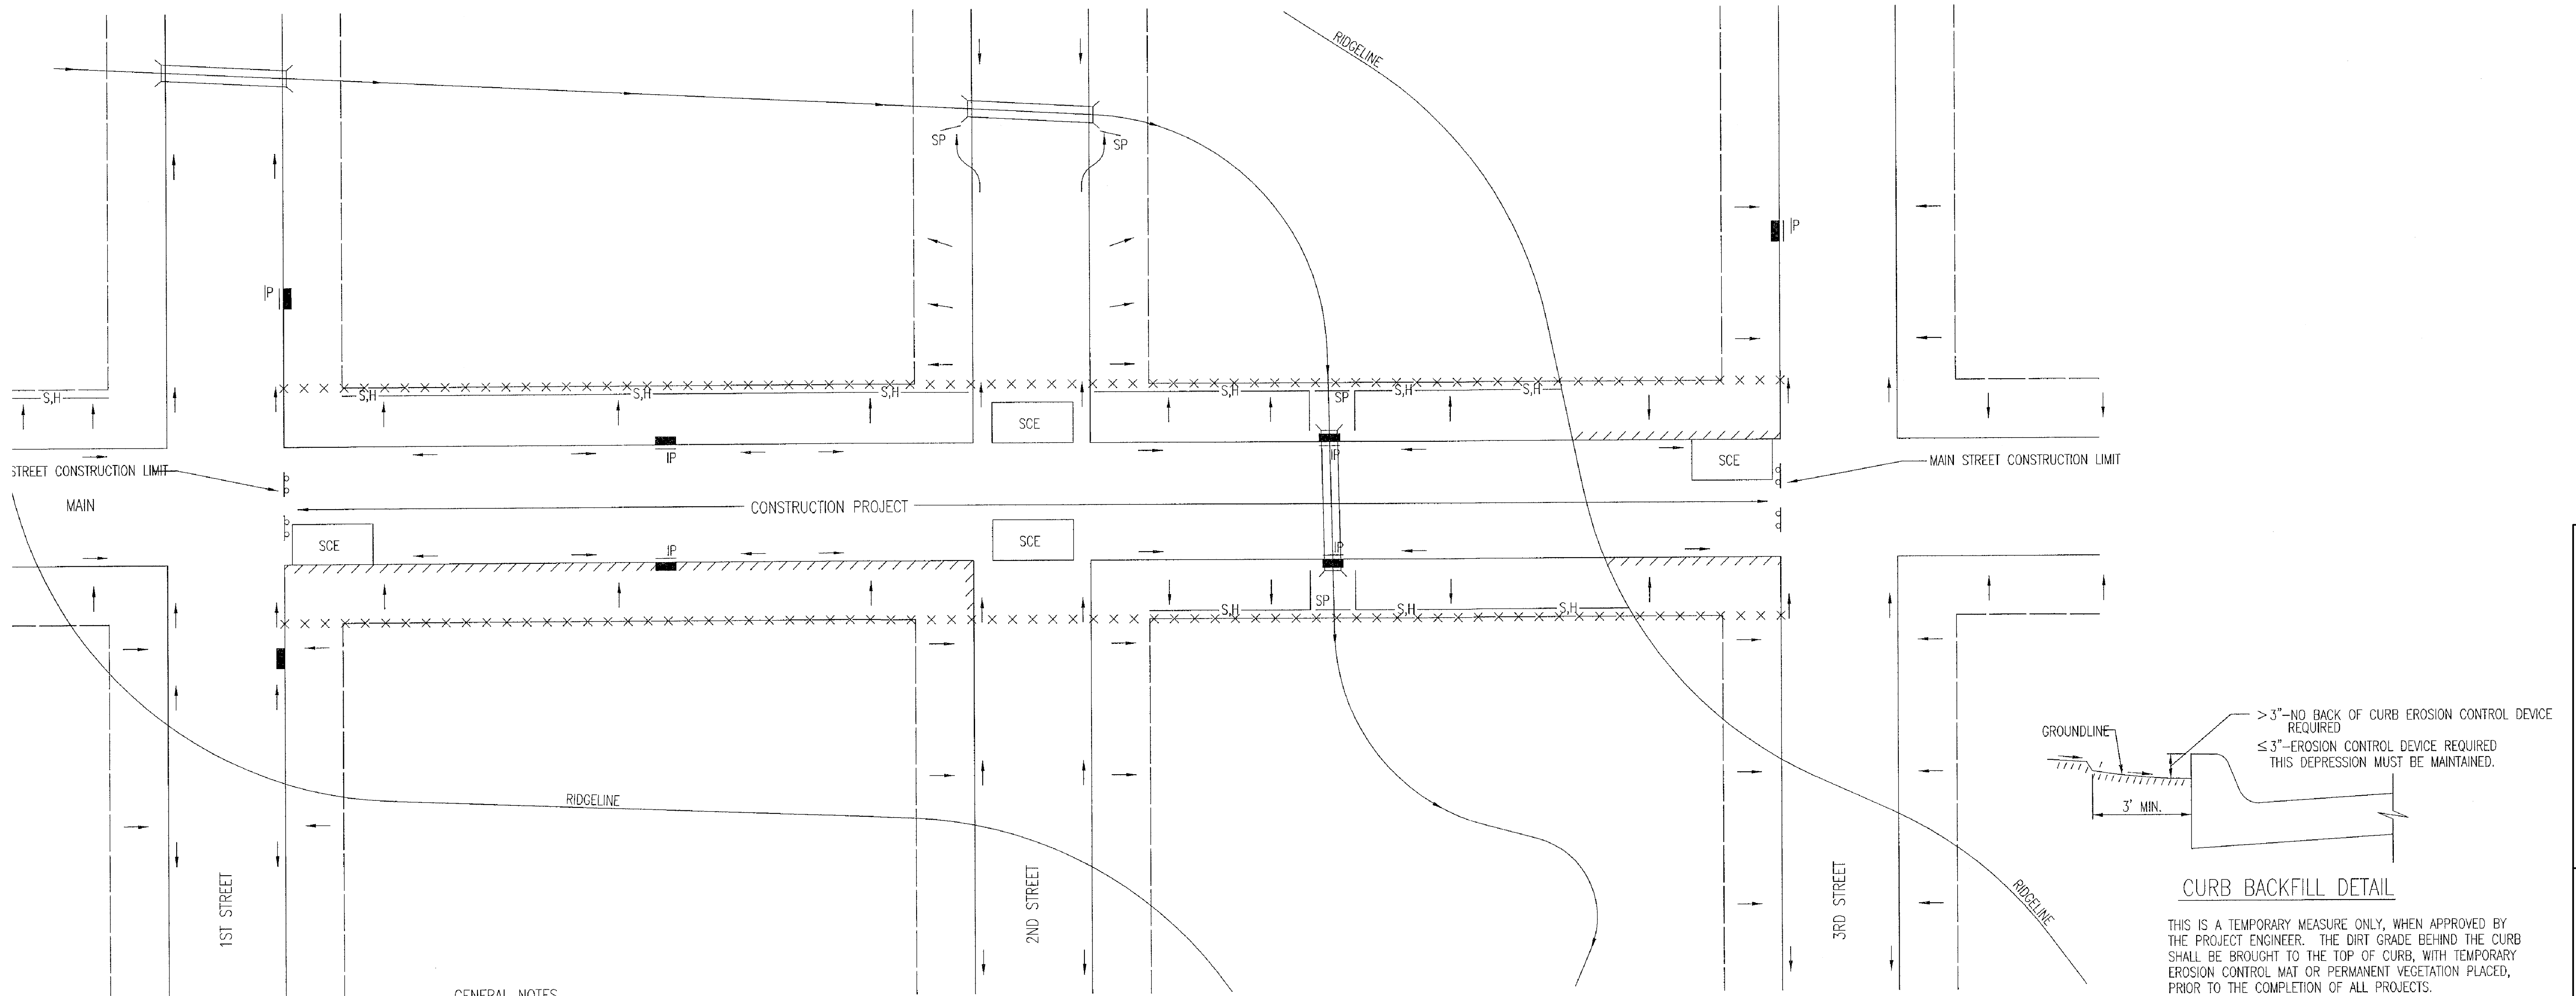 RIDGELINE
SP
SP
IP
IP
S,H
S,H
S,H
S,H
S,H
SP
S,H
S,H
SCE
IP
IP
SCE
STREET CONSTRUCTION LIMIT
MAIN STREET CONSTRUCTION LIMIT
MAIN
CONSTRUCTION PROJECT
SCE
SCE
IP
IP
S,H
SP
S,H
S,H
RIDGELINE
1ST STREET
2ND STREET
3RD STREET
RIDGELINE
GROUNDLINE
>3"-NO BACK OF CURB EROSION CONTROL DEVICE
REQUIRED
≤3"-EROSION CONTROL DEVICE REQUIRED
THIS DEPRESSION MUST BE MAINTAINED.
3' MIN.
CURB BACKFILL DETAIL
THIS IS A TEMPORARY MEASURE ONLY, WHEN APPROVED BY
THE PROJECT ENGINEER. THE DIRT GRADE BEHIND THE CURB
SHALL BE BROUGHT TO THE TOP OF CURB, WITH TEMPORARY
EROSION CONTROL MAT OR PERMANENT VEGETATION PLACED,
PRIOR TO THE COMPLETION OF ALL PROJECTS.
GENERAL NOTES